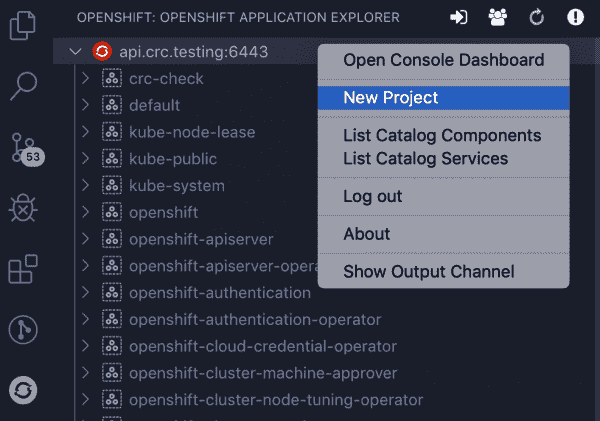 OPENSHIFT: OPENSHIFT APPLICATION EXPLORER
api.crc.testing:6443
Open Console Dashboard
crc-check
New Project
default
kube-node-lease
List Catalog Components
kube-public
List Catalog Services
kube-system
Log out
openshift
About
openshift-apiserver
openshift-apiserver-opera
Show Output Channel
openshift-authentication
openshift-authentication-operator
openshift-cloud-credential-operator
openshift-cluster-machine-approver
openshift-cluster-node-tuning-operator
53